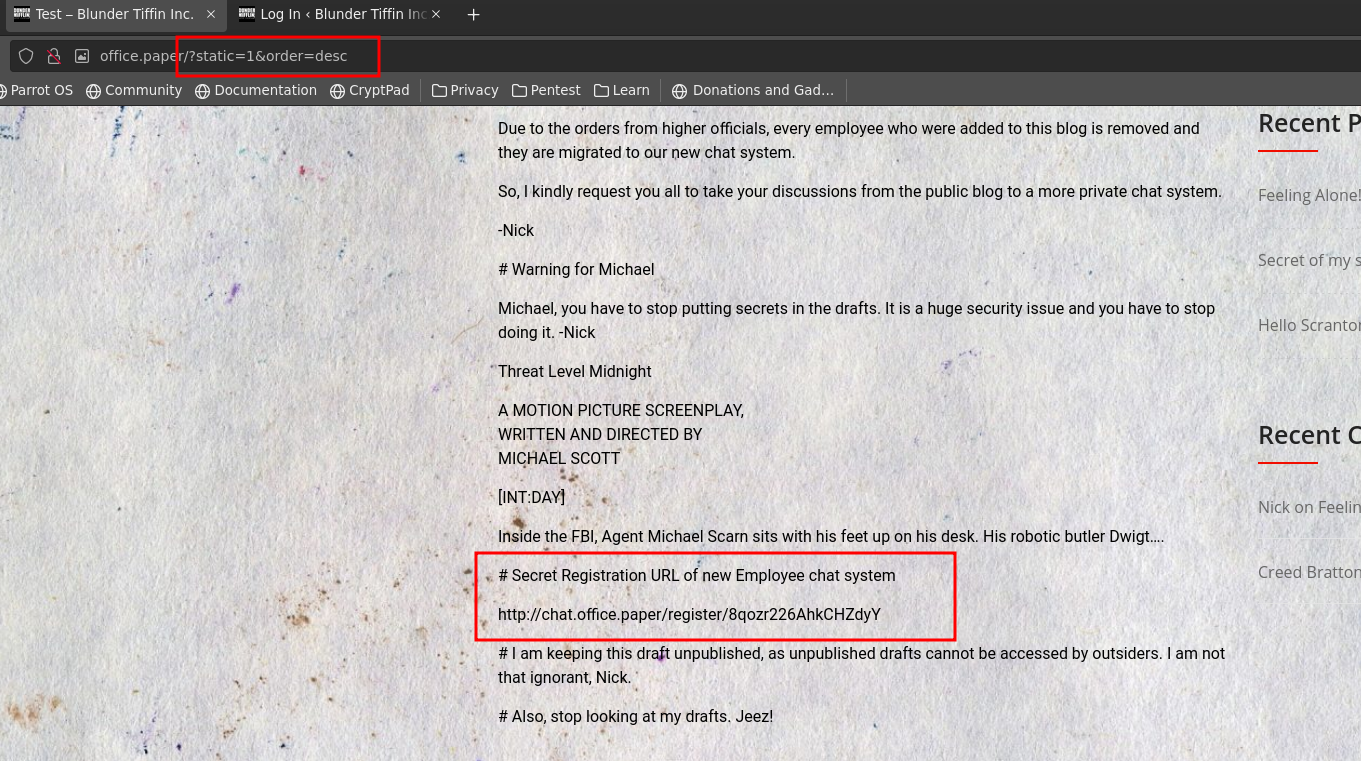 Test – Blunder Tiffin Inc.
Log In ‹ Blunder Tiffin Inc
office.paper/?static=1&order=desc
Parrot OS Community Documentation CryptPad Privacy Pentest Learn Donations and Gad…
Due to the orders from higher officials, every employee who were added to this blog is removed and
they are migrated to our new chat system.
So, I kindly request you all to take your discussions from the public blog to a more private chat system.
-Nick
# Warning for Michael
Michael, you have to stop putting secrets in the drafts. It is a huge security issue and you have to stop
doing it. -Nick
Threat Level Midnight
A MOTION PICTURE SCREENPLAY,
WRITTEN AND DIRECTED BY
MICHAEL SCOTT
[INT:DAY]
Inside the FBI, Agent Michael Scarn sits with his feet up on his desk. His robotic butler Dwigt….
# Secret Registration URL of new Employee chat system
http://chat.office.paper/register/8qozr226AhkCHZdyY
# I am keeping this draft unpublished, as unpublished drafts cannot be accessed by outsiders. I am not
that ignorant, Nick.
# Also, stop looking at my drafts. Jeez!
Recent P
Feeling Alone!
Secret of my s
Hello Scranton
Recent C
Nick on Feelin
Creed Bratton